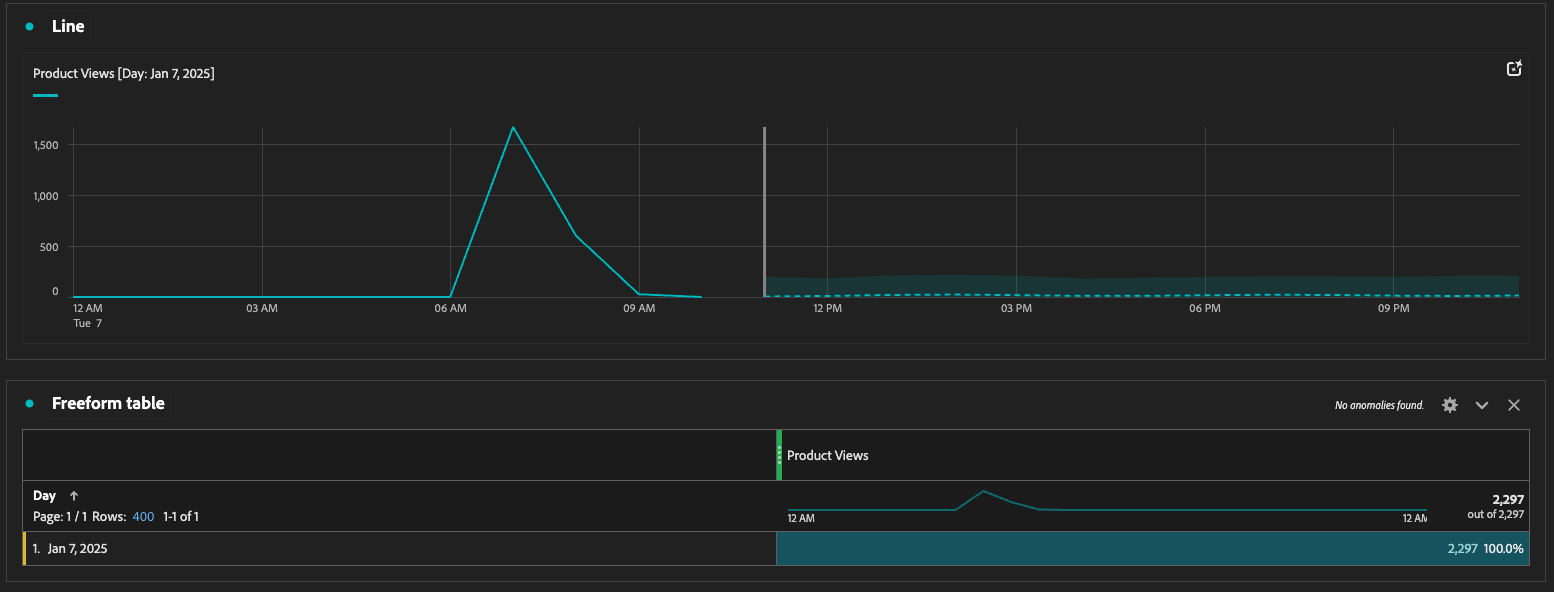 Line
Product Views [Day: Jan 7, 2025]
1,500
1,000
500
0
12 AM 03 AM 06 AM 09 AM 12 PM 03 PM 06 PM 09 PM
Tue 7
Freeform table
No anomalies found.
Product Views
Day ↑
2,297
Page: 1 / 1 Rows: 400 1-1 of 1
out of 2,297
12 AM 12 AM
1. Jan 7, 2025 2,297 100.0%